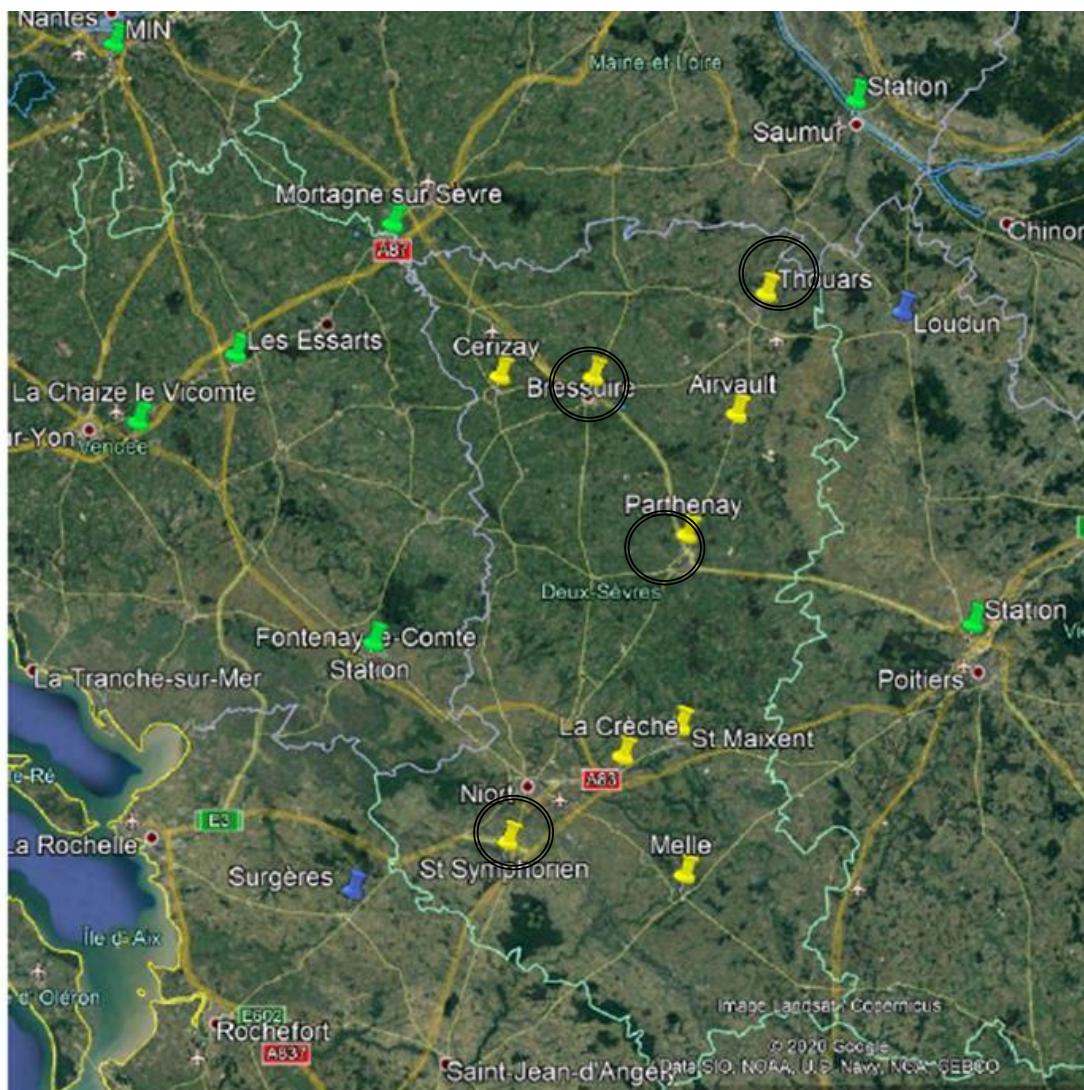 Nantes
MIN
Maine et Loire
Station
Saumur
Mortagne sur Sèvre
A87
Chinon
Thouars
Loudun
Les Essarts
Cerizay
Bressuire
Airvault
La Chaize le Vicomte
ur-Yon
Vendée
Parthenay
Deux-Sèvres
Fontenay-le-Comte
Station
Station
La Tranche-sur-Mer
Poitiers
La Crèche
St Maixent
A83
Niort
E3
La Rochelle
St Symphorien
Melle
Surgères
Île d'Aix
Image Landsat / Copernicus
E602
Rochefort
A837
© 2020 Google
Saint-Jean-d'Angély
Data SIO, NOAA, U.S. Navy, NGA, GEBCO